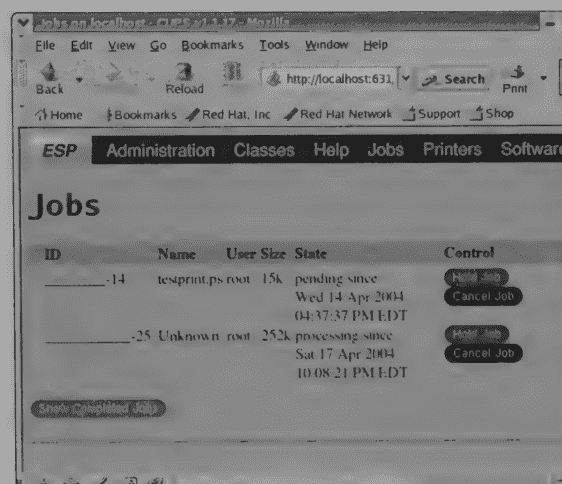 Jobs on localhost - CUPS v1.1.17 - Mozilla
File Edit View Go Bookmarks Tools Window Help
Back Reload http://localhost:631, Search Print
Home Bookmarks Red Hat, Inc Red Hat Network Support Shop
ESP Administration Classes Help Jobs Printers Software
Jobs
ID Name User Size State Control
-14 testprint.ps root 15k pending since Hold Job
Wed 14 Apr 2004 Cancel Job
04:37:37 PM EDT
-25 Unknown root 252k processing since Hold Job
Sat 17 Apr 2004 Cancel Job
10:08:21 PM EDT
Show Completed Jobs